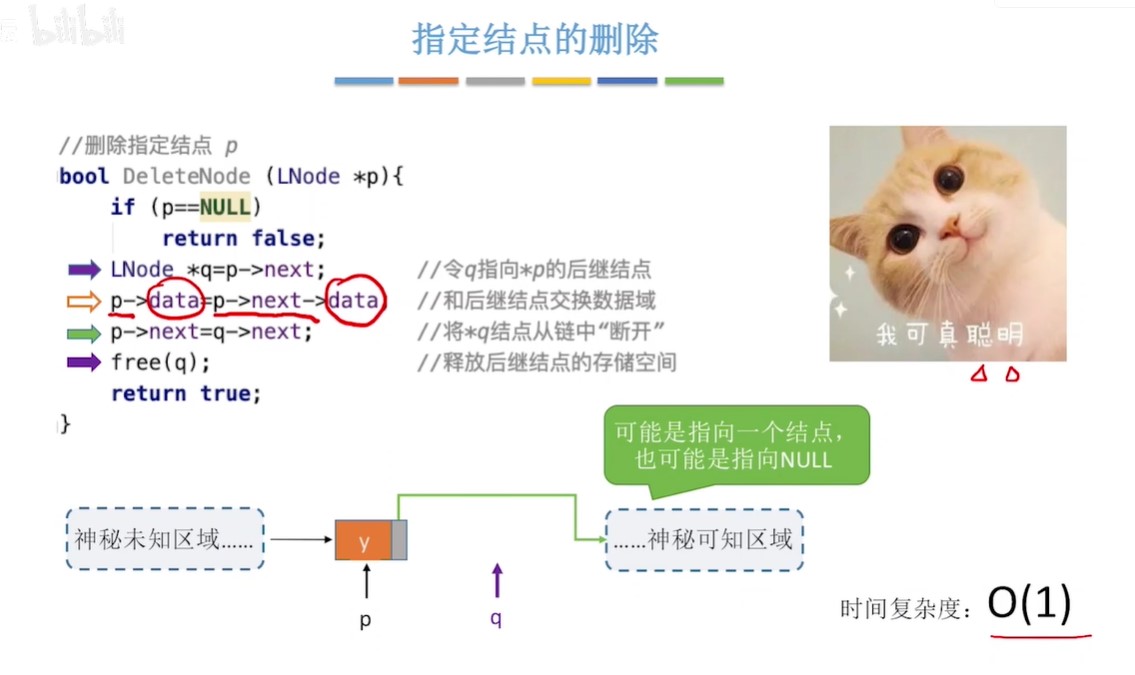 bilibili
指定结点的删除
//删除指定结点 p
bool DeleteNode (LNode *p){
if (p==NULL)
return false;
LNode *q=p->next; //令q指向*p的后继结点
p->data=p->next->data //和后继结点交换数据域
p->next=q->next; //将*q结点从链中“断开”
free(q); //释放后继结点的存储空间
return true;
}
我可真聪明
可能是指向一个结点，
也可能是指向NULL
神秘未知区域……
y
……神秘可知区域
p
q
时间复杂度：O(1)